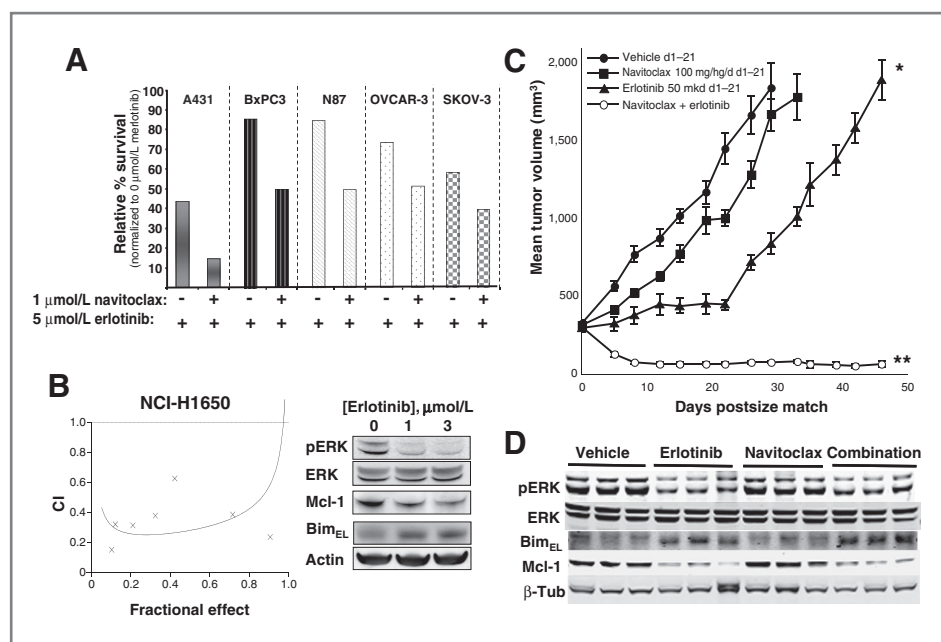 A
A431 BxPC3 N87 OVCAR-3 SKOV-3
Relative % survival
(normalized to 0 µmol/L merlotinib)
100
90
80
70
60
50
40
30
20
10
1 µmol/L navitoclax: - + - + - + - + - +
5 µmol/L erlotinib: + + + + + + + + + +
B
NCI-H1650
CI
1.0
0.8
0.6
0.4
0.2
0
0 0.2 0.4 0.6 0.8 1.0
Fractional effect
[Erlotinib], µmol/L
0 1 3
pERK
ERK
Mcl-1
BimEL
Actin
C
Vehicle d1–21
Navitoclax 100 mg/hg/d d1–21
Erlotinib 50 mkd d1–21
Navitoclax + erlotinib
Mean tumor volume (mm3)
2,000
1,500
1,000
500
0
0 10 20 30 40 50
Days postsize match
*
**
D
Vehicle Erlotinib Navitoclax Combination
pERK
ERK
BimEL
Mcl-1
β-Tub